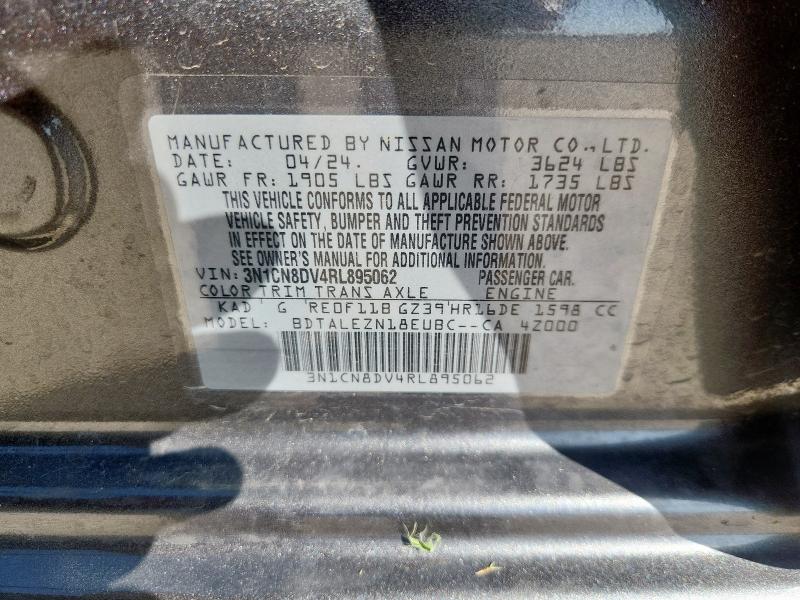 MANUFACTURED BY NISSAN MOTOR CO.,LTD.
DATE: 04/24. GVWR: 3624 LBS
GAWR FR: 1905 LBS GAWR RR: 1735 LBS
THIS VEHICLE CONFORMS TO ALL APPLICABLE FEDERAL MOTOR
VEHICLE SAFETY, BUMPER AND THEFT PREVENTION STANDARDS
IN EFFECT ON THE DATE OF MANUFACTURE SHOWN ABOVE.
SEE OWNER'S MANUAL FOR ADDITIONAL INFORMATION.
VIN: 3N1CN8DV4RL895062 PASSENGER CAR.
COLOR TRIM TRANS AXLE ENGINE
KAD ' G 'RE0F11B GZ39'HR16DE 1598 CC
MODEL: BDTALEZN18EUBC--CA 4Z000
3N1CN8DV4RL895062